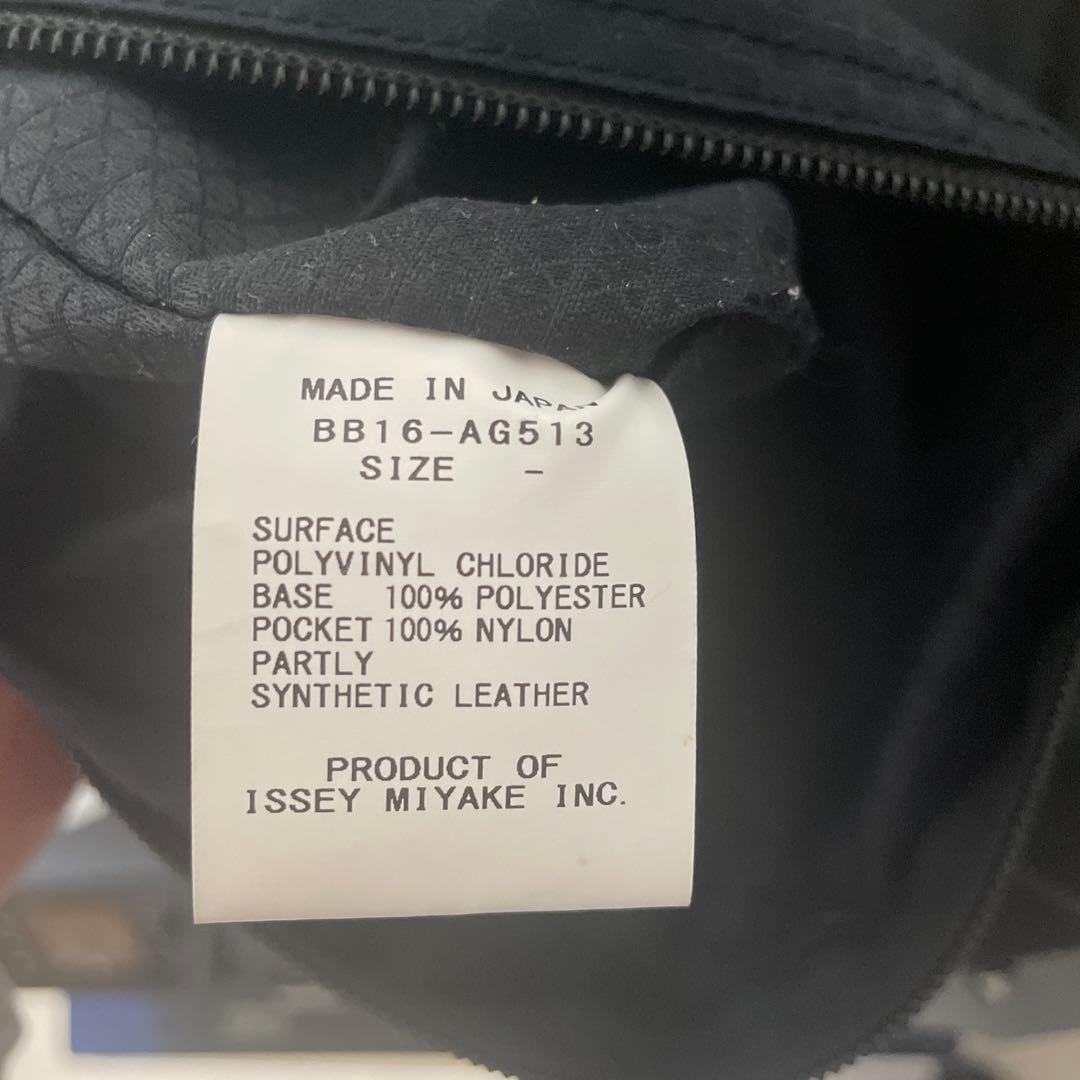 MADE IN JAPAN
BB16-AG513
SIZE -
SURFACE
POLYVINYL CHLORIDE
BASE 100% POLYESTER
POCKET 100% NYLON
PARTLY
SYNTHETIC LEATHER
PRODUCT OF
ISSEY MIYAKE INC.